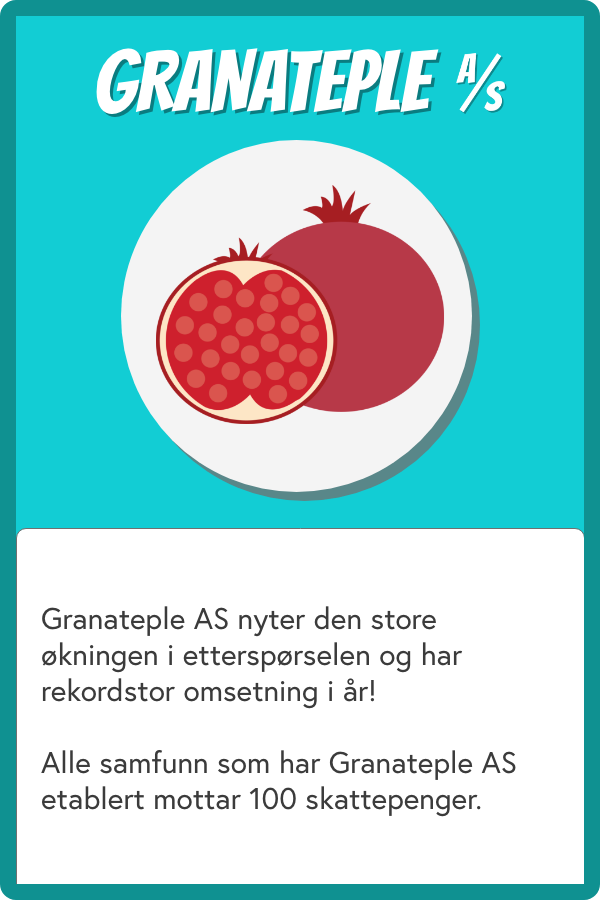 GRANATEPLE A/S
Granateple AS nyter den store
økningen i etterspørselen og har
rekordstor omsetning i år!
Alle samfunn som har Granateple AS
etablert mottar 100 skattepenger.